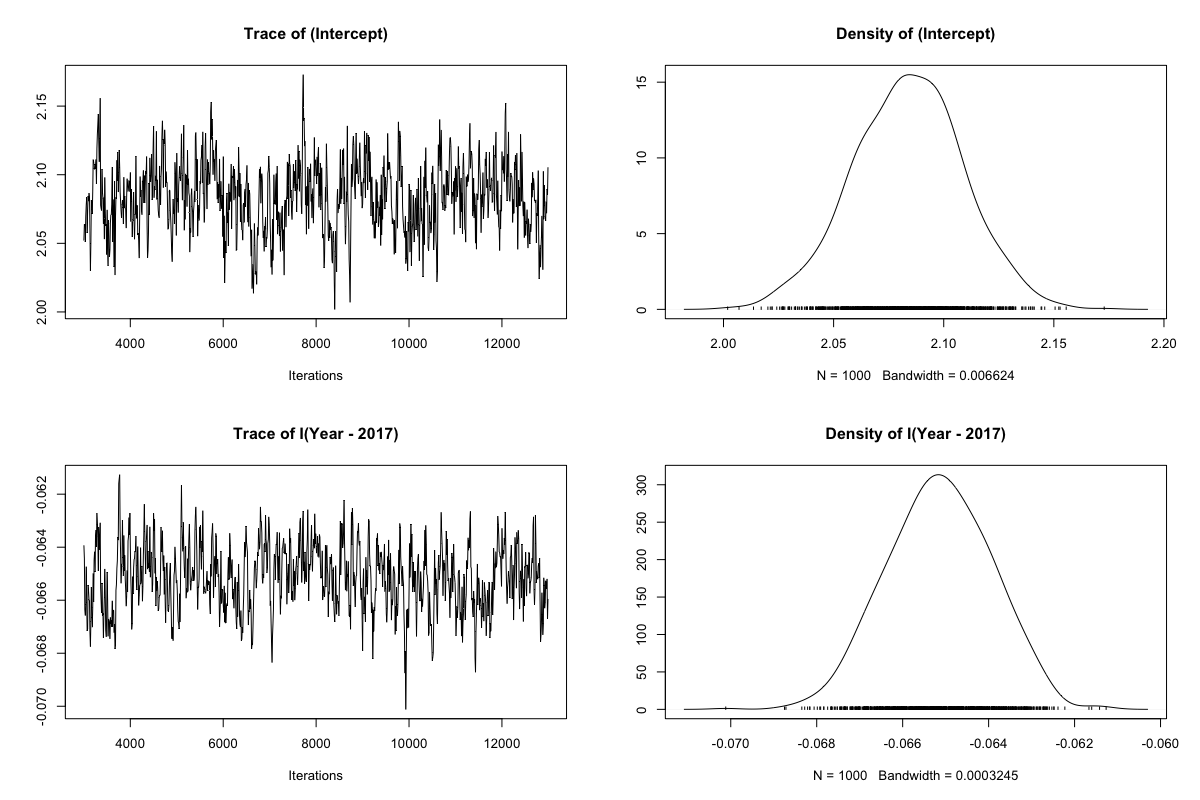 Trace of (Intercept)
2.00 2.05 2.10 2.15
4000 6000 8000 10000 12000
Iterations
Density of (Intercept)
0 5 10 15
2.00 2.05 2.10 2.15 2.20
N = 1000 Bandwidth = 0.006624
Trace of I(Year - 2017)
-0.070 -0.068 -0.066 -0.064 -0.062
4000 6000 8000 10000 12000
Iterations
Density of I(Year - 2017)
0 50 100 150 200 250 300
-0.070 -0.068 -0.066 -0.064 -0.062 -0.060
N = 1000 Bandwidth = 0.0003245